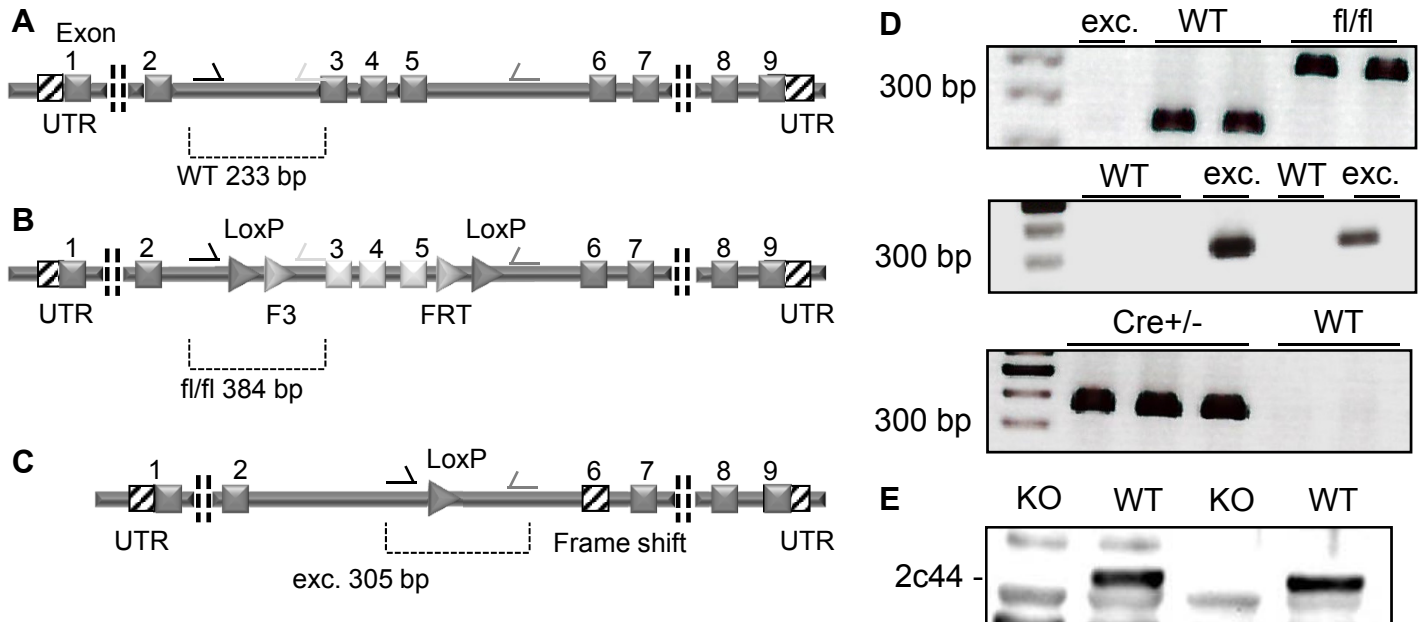 A
Exon
1 2 3 4 5 6 7 8 9
UTR UTR
WT 233 bp
B
LoxP LoxP
1 2 3 4 5 6 7 8 9
UTR F3 FRT UTR
fl/fl 384 bp
C
LoxP
1 2 6 7 8 9
UTR Frame shift UTR
exc. 305 bp
D
exc. WT fl/fl
300 bp
WT exc. WT exc.
300 bp
Cre+/- WT
300 bp
E
KO WT KO WT
2c44 -